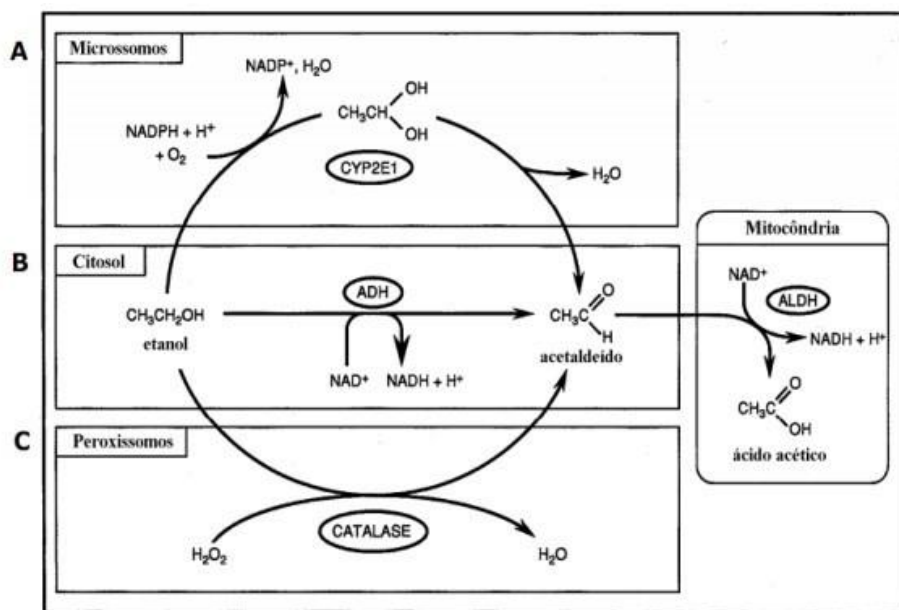 A
Microssomos
NADP⁺, H₂O
NADPH + H⁺
+ O₂
CH₃CH
OH
OH
CYP2E1
H₂O
B
Citosol
CH₃CH₂OH
etanol
ADH
NAD⁺
NADH + H⁺
CH₃C
O
H
acetaldeído
Mitocôndria
NAD⁺
ALDH
NADH + H⁺
CH₃C
O
OH
ácido acético
C
Peroxissomos
H₂O₂
CATALASE
H₂O